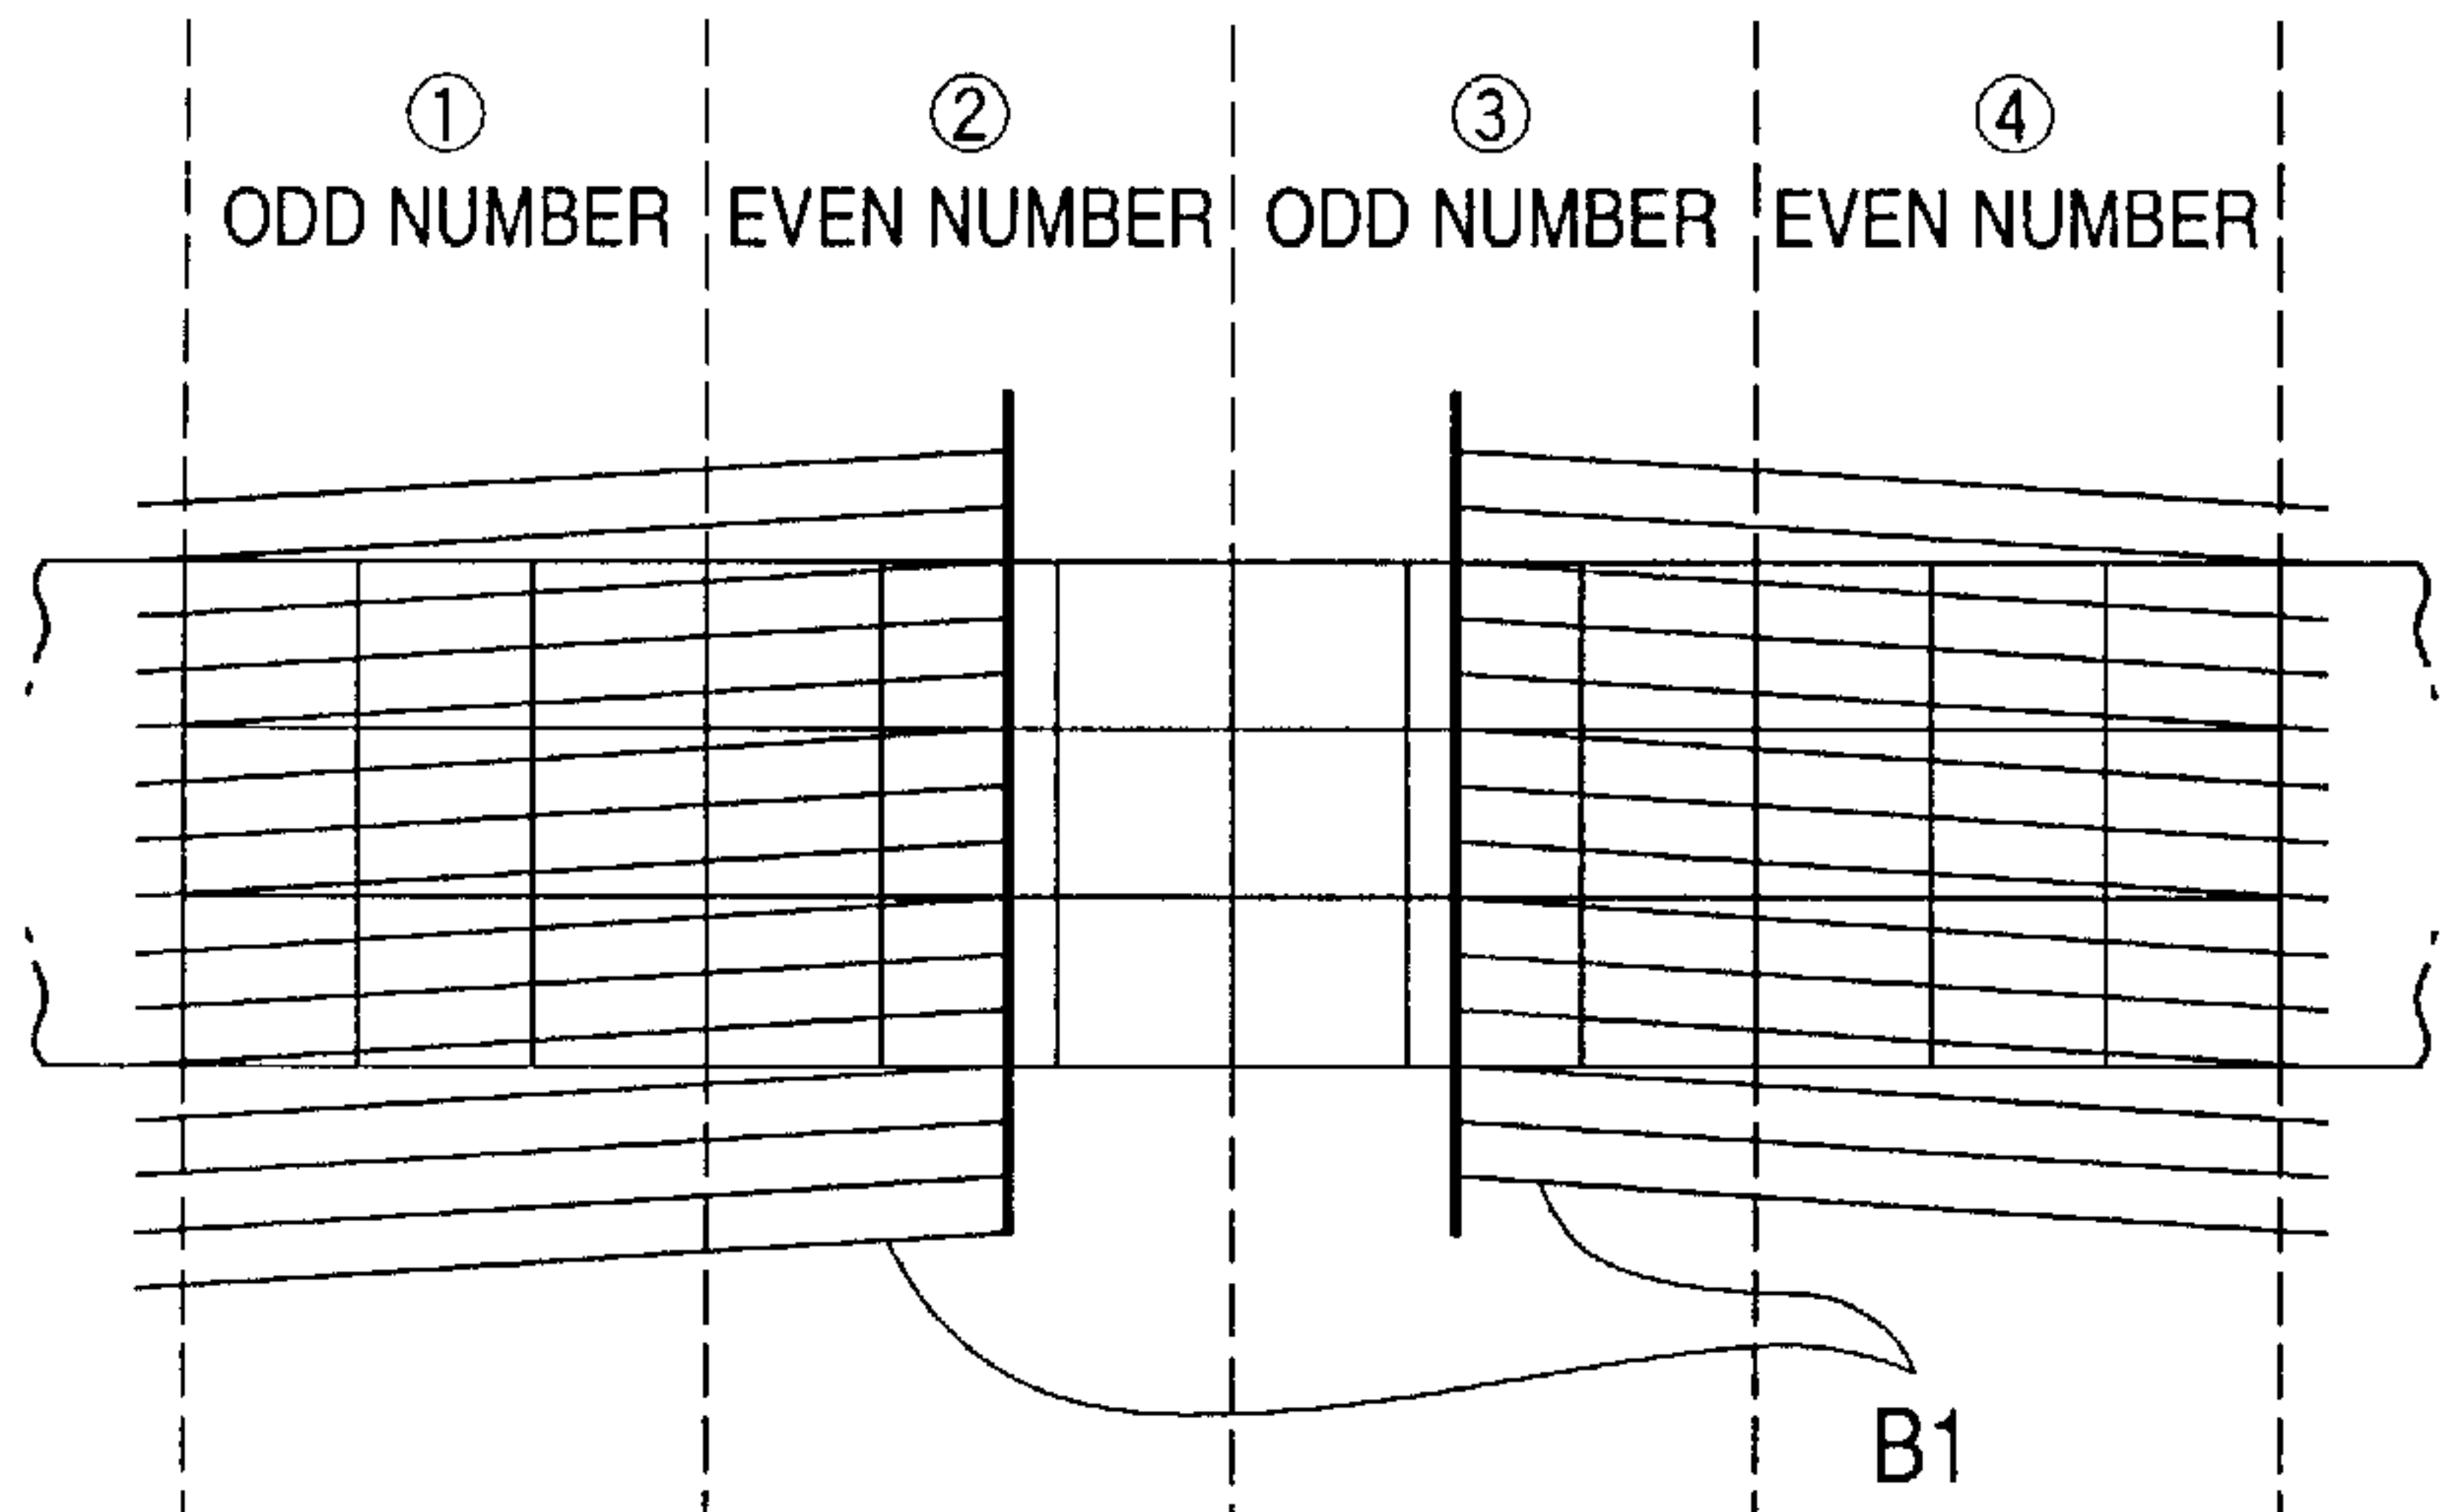 ① ② ③ ④
ODD NUMBER EVEN NUMBER ODD NUMBER EVEN NUMBER
B1